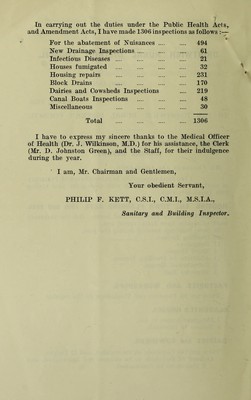 In carrying out the duties under the Public Health Acts,
and Amendment Acts, I have made 1306 inspections as follows :—
For the abatement of Nuisances ... 494
New Drainage Inspections ... 61
Infectious Diseases ... 21
Houses fumigated ... 32
Housing repairs ... 231
Block Drains ... 170
Dairies and Cowsheds Inspections ... 219
Canal Boats Inspections ... 48
Miscellaneous ... 30
Total ... 1306
I have to express my sincere thanks to the Medical Officer
of Health (Dr. J. Wilkinson, M.D.) for his assistance, the Clerk
(Mr. D. Johnston Green), and the Staff, for their indulgence
during the year.
I am, Mr. Chairman and Gentlemen,
Your obedient Servant,
PHILIP F. KETT, C.S.I., C.M.I., M.S.I.A.,
Sanitary and Building Inspector.